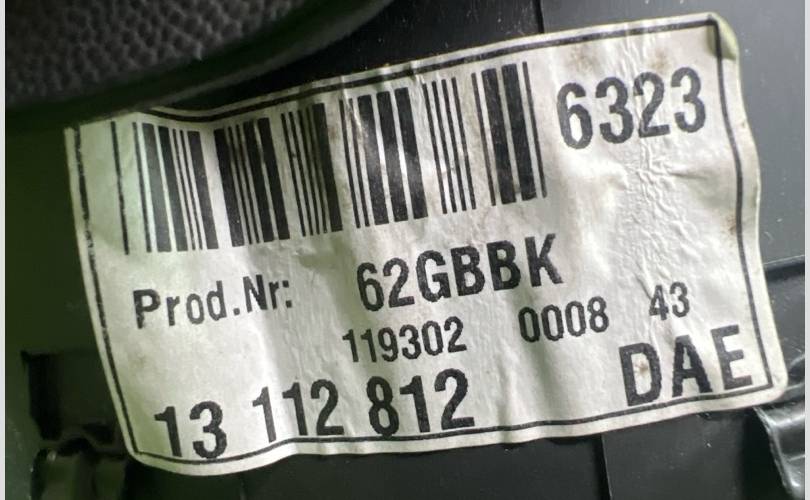 6323
Prod.Nr: 62GBBK
119302 0008 43
13 112 812 DAE